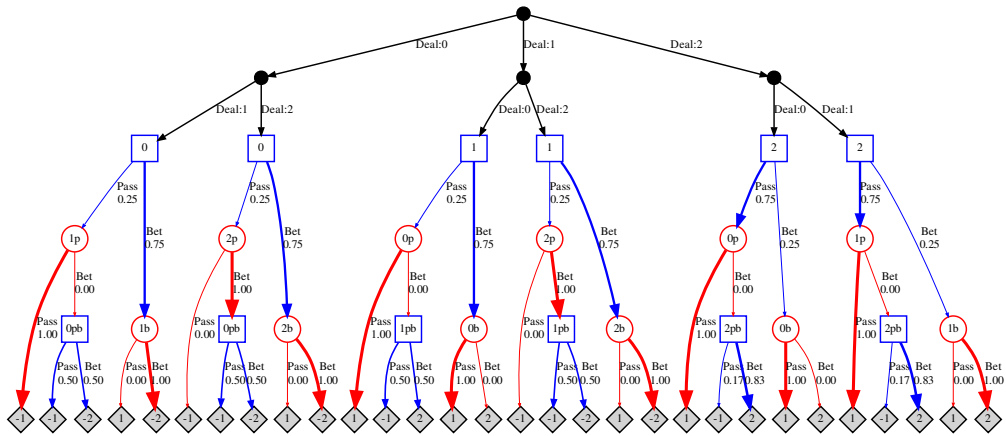 Deal:0
Deal:1
Deal:2
Deal:1
Deal:2
Deal:0
Deal:2
Deal:0
Deal:1
0
0
1
1
2
2
Pass
0.25
Bet
0.75
Pass
0.25
Bet
0.75
Pass
0.25
Bet
0.75
Pass
0.25
Bet
0.75
Pass
0.75
Bet
0.25
Pass
0.75
Bet
0.25
1p
2p
0p
2p
0p
1p
Bet
0.00
Bet
1.00
Bet
0.00
Bet
1.00
Bet
0.00
Bet
0.00
Pass
1.00
0pb
1b
Pass
0.00
0pb
2b
Pass
1.00
1pb
0b
Pass
0.00
1pb
2b
Pass
1.00
2pb
0b
Pass
1.00
2pb
1b
Pass
0.50
Bet
0.50
Pass
0.00
Bet
1.00
Pass
0.50
Bet
0.50
Pass
0.00
Bet
1.00
Pass
0.50
Bet
0.50
Pass
1.00
Bet
0.00
Pass
0.50
Bet
0.50
Pass
0.00
Bet
1.00
Pass
0.17
Bet
0.83
Pass
1.00
Bet
0.00
Pass
0.17
Bet
0.83
Pass
0.00
Bet
1.00
-1 -1 -2 1 -2 -1 -1 -2 1 -2 1 -1 2 1 2 -1 -1 -2 1 -2 1 -1 2 1 2 1 -1 2 1 2